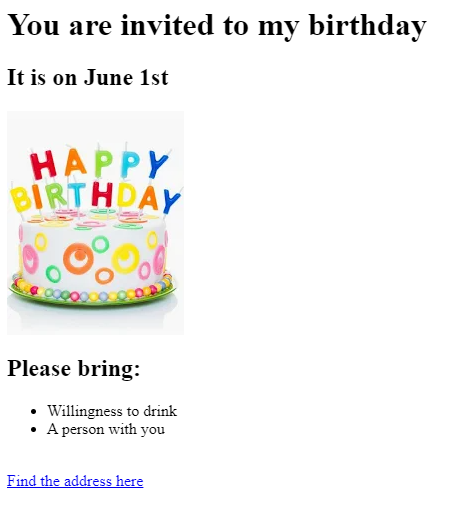 You are invited to my birthday
It is on June 1st
HAPPY
BIRTHDAY
Please bring:
Willingness to drink
A person with you
Find the address here